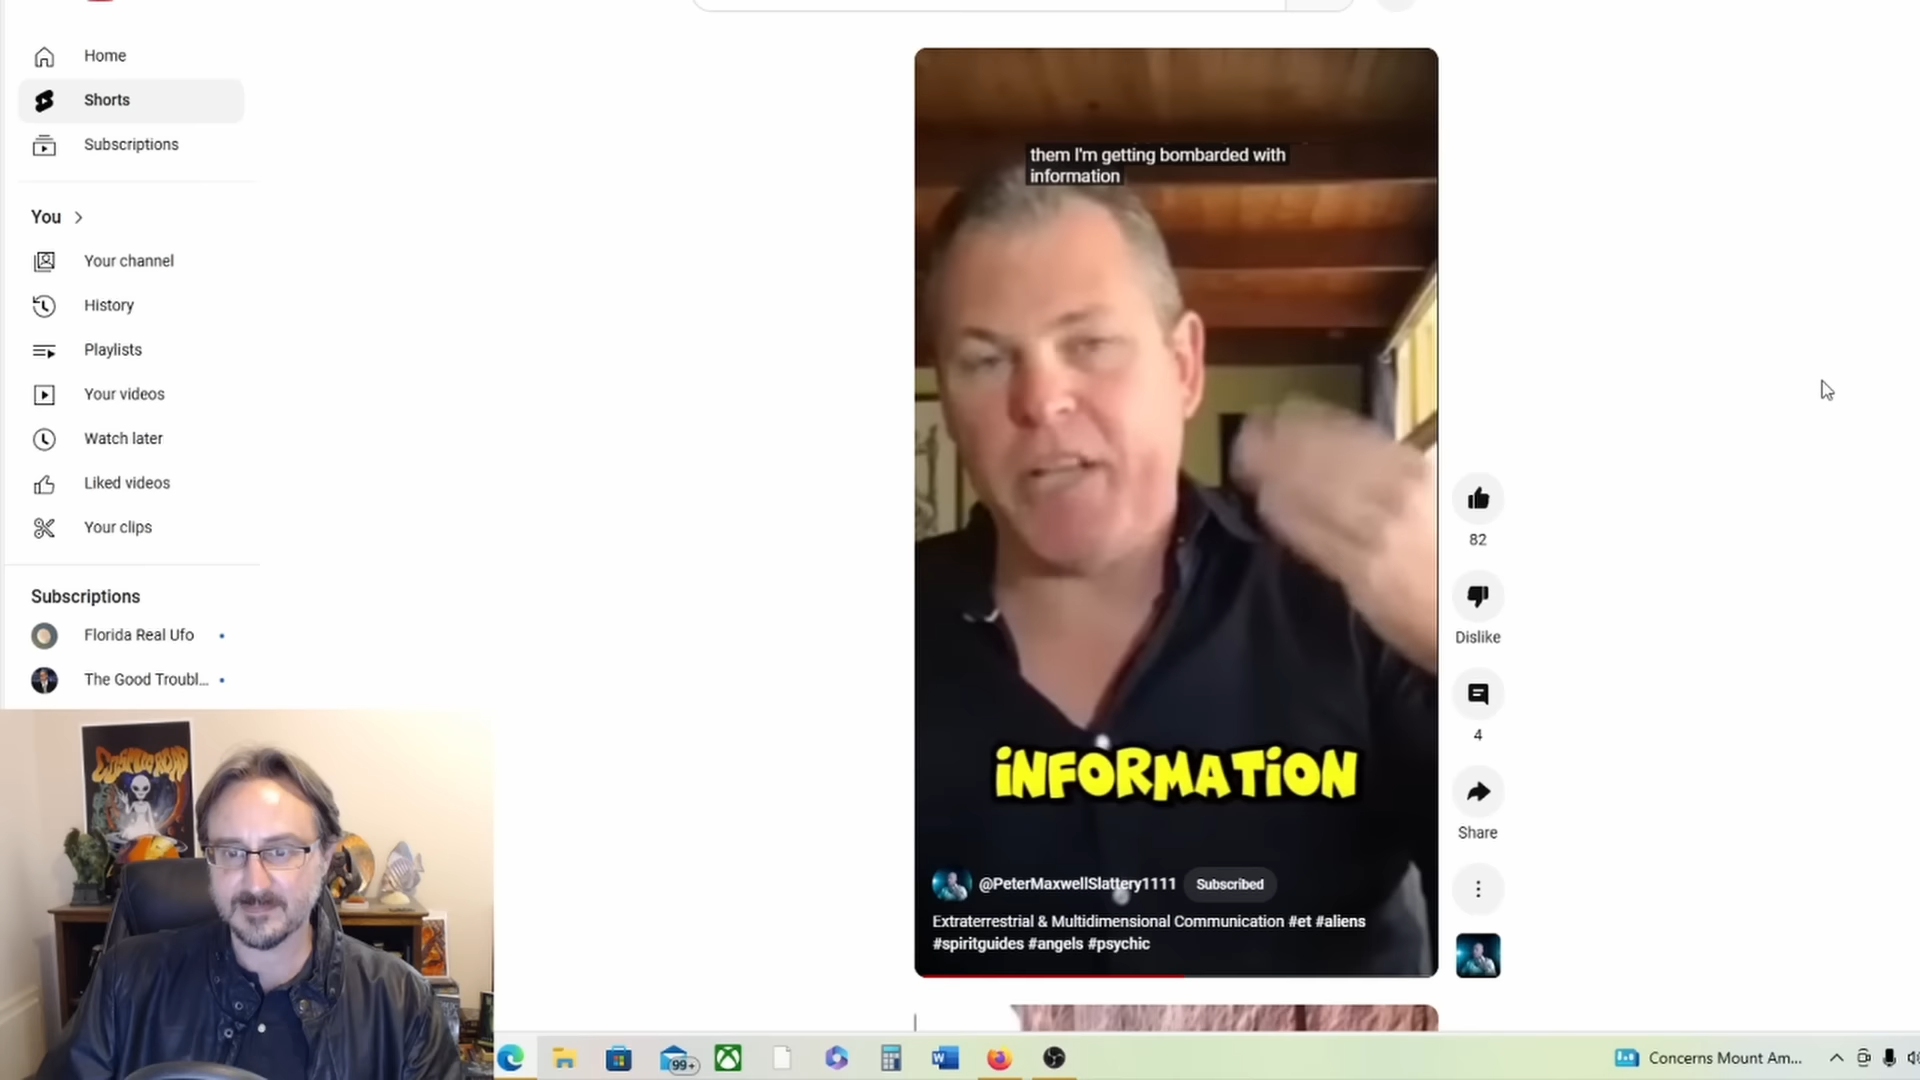 Home
Shorts
Subscriptions
You
Your channel
History
Playlists
Your videos
Watch later
Liked videos
Your clips
Subscriptions
Florida Real Ufo
The Good Troubl...
COSMIC ROAD
them I'm getting bombarded with
information
INFORMATION
@PeterMaxwellSlattery1111 Subscribed
Extraterrestrial & Multidimensional Communication #et #aliens
#spiritguides #angels #psychic
82
Dislike
4
Share
99+
Concerns Mount Am...